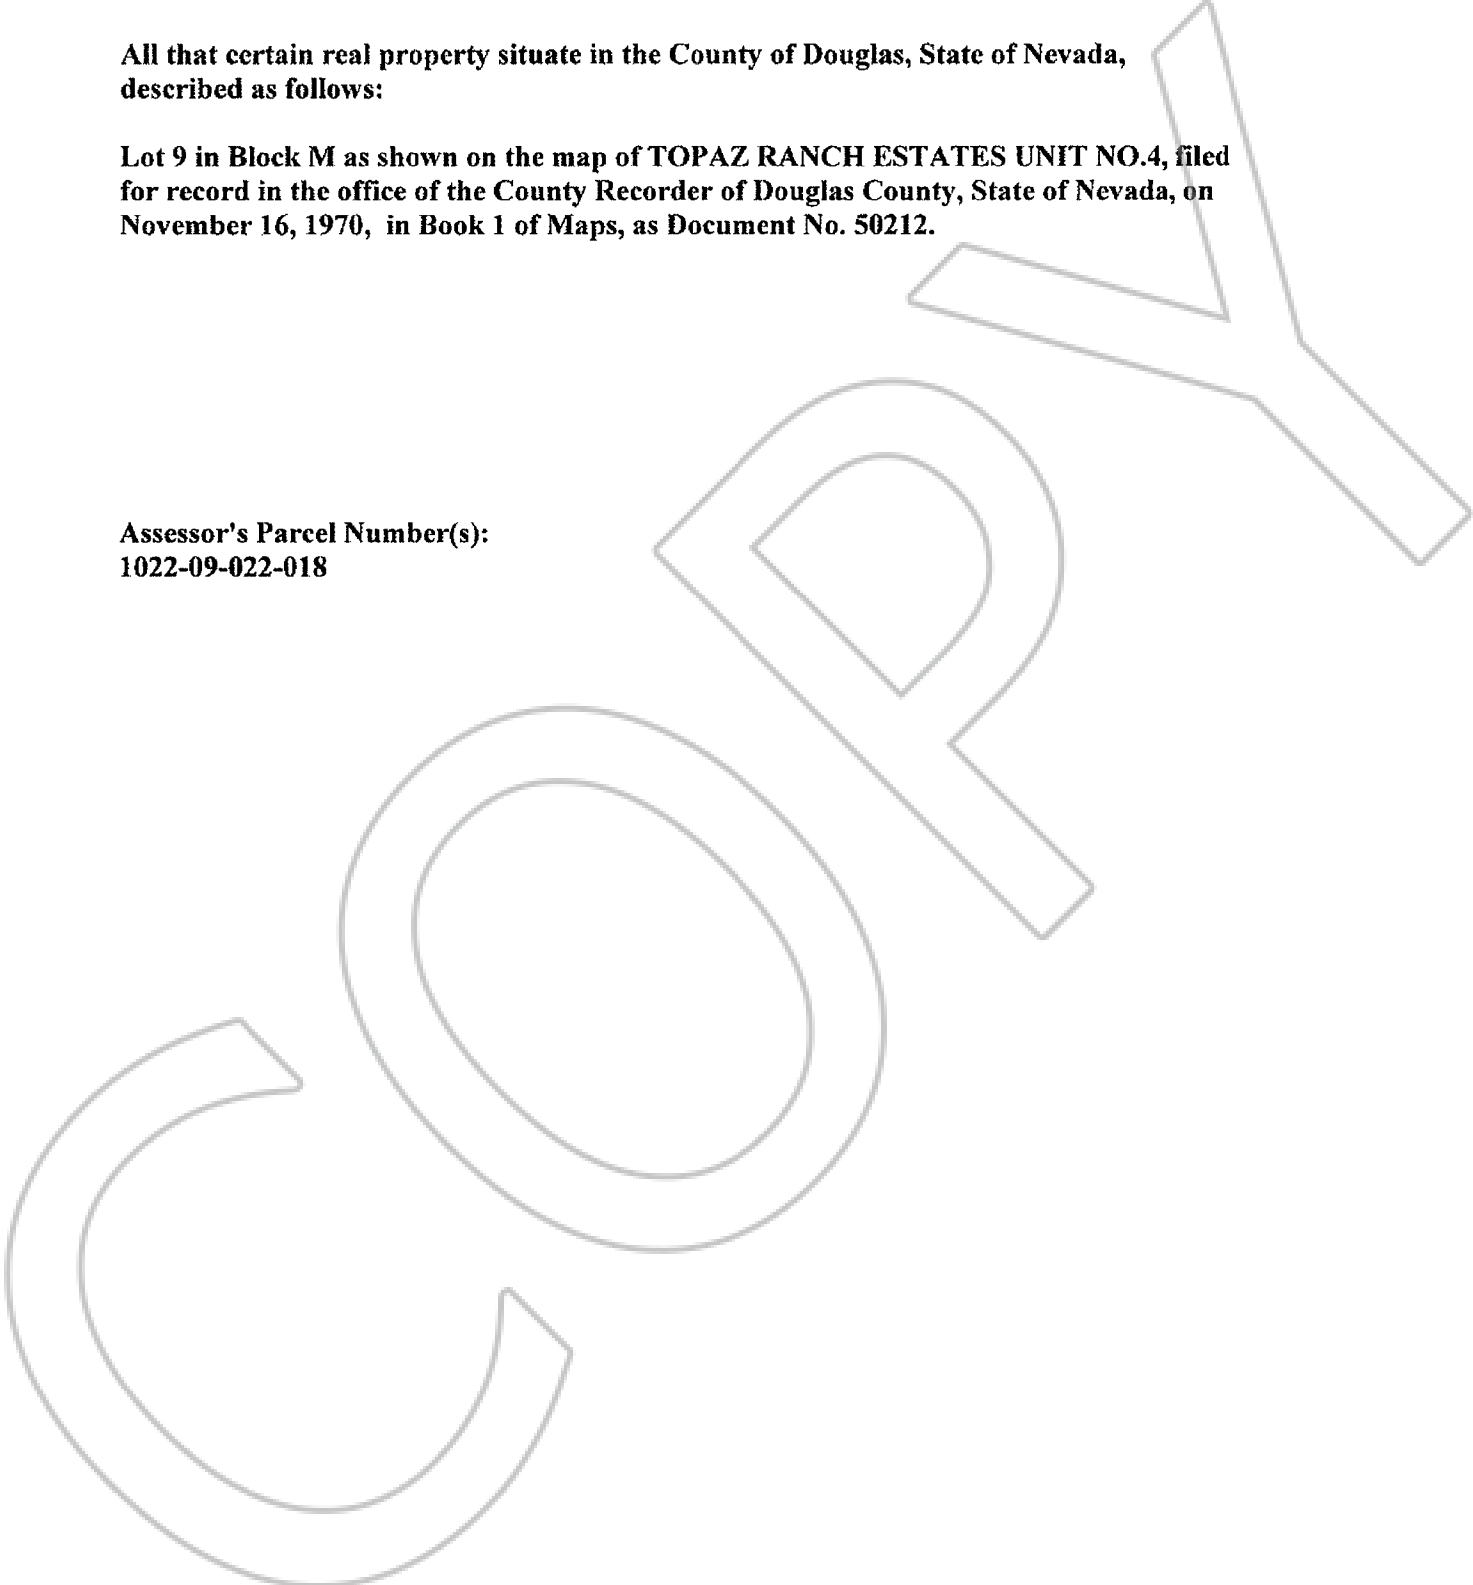 All that certain real property situate in the County of Douglas, State of Nevada,
described as follows:
Lot 9 in Block M as shown on the map of TOPAZ RANCH ESTATES UNIT NO.4, filed
for record in the office of the County Recorder of Douglas County, State of Nevada, on
November 16, 1970,  in Book 1 of Maps, as Document No. 50212.
Assessor's Parcel Number(s):
1022-09-022-018
COPY